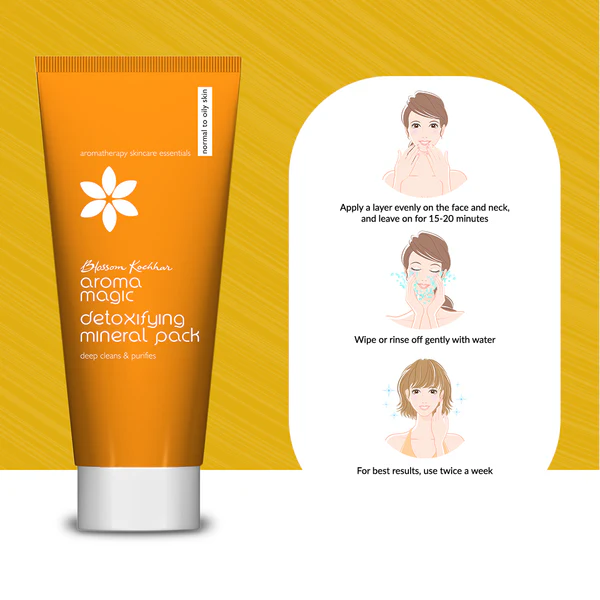 normal to oily skin
aromatherapy skincare essentials
Blossom Kochhar
aroma
magic
detoxifying
mineral pack
deep cleans & purifies
Apply a layer evenly on the face and neck,
and leave on for 15-20 minutes
Wipe or rinse off gently with water
For best results, use twice a week